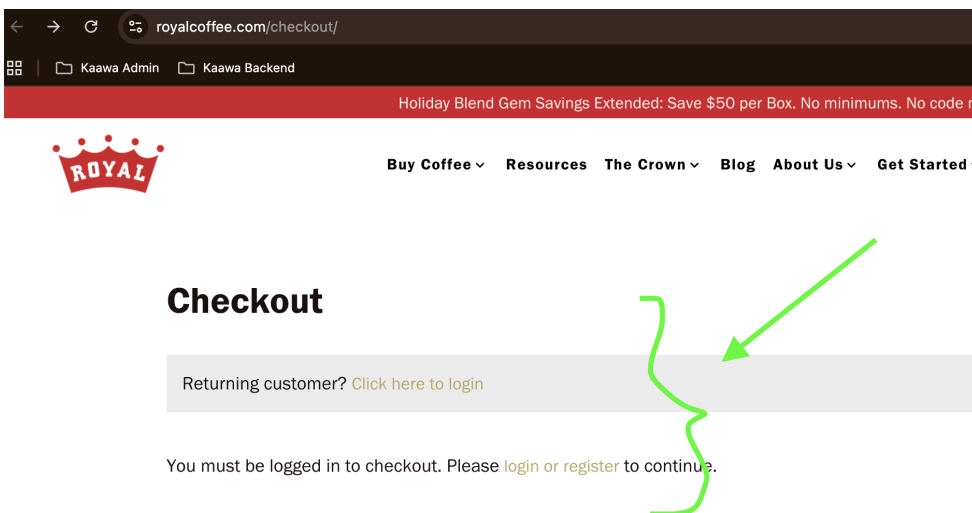 royalcoffee.com/checkout/
Kaawa Admin Kaawa Backend
Holiday Blend Gem Savings Extended: Save $50 per Box. No minimums. No code
ROYAL
Buy Coffee Resources The Crown Blog About Us Get Started
Checkout
Returning customer? Click here to login
You must be logged in to checkout. Please login or register to continue.